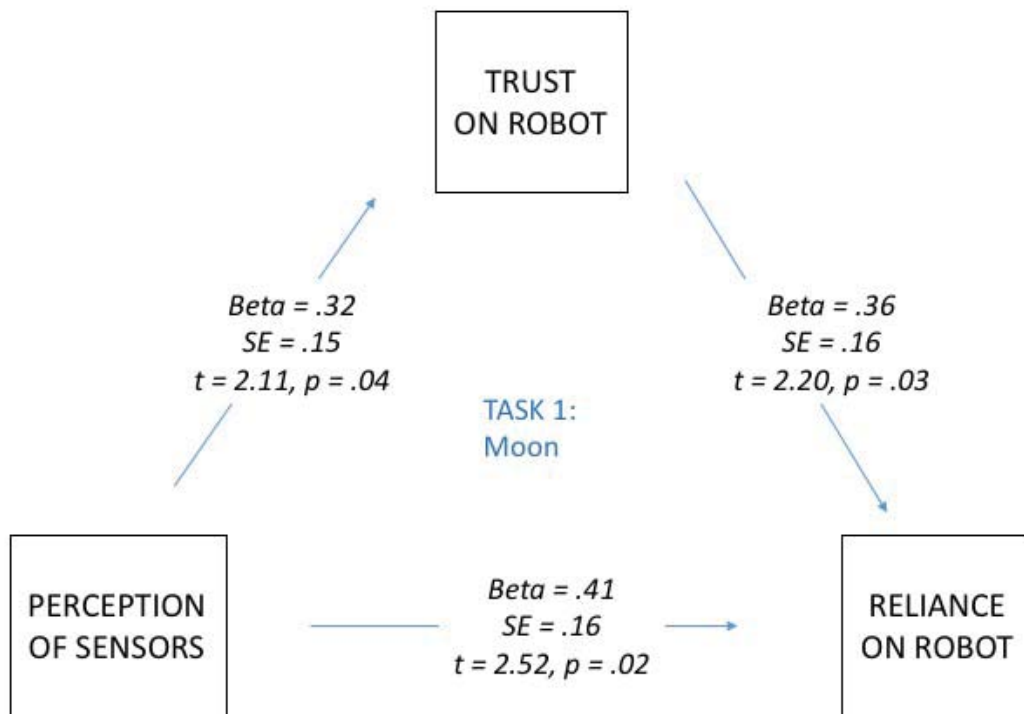 TRUST
ON ROBOT
Beta = .32
SE = .15
t = 2.11, p = .04
Beta = .36
SE = .16
t = 2.20, p = .03
TASK 1:
Moon
PERCEPTION
OF SENSORS
Beta = .41
SE = .16
t = 2.52, p = .02
RELIANCE
ON ROBOT